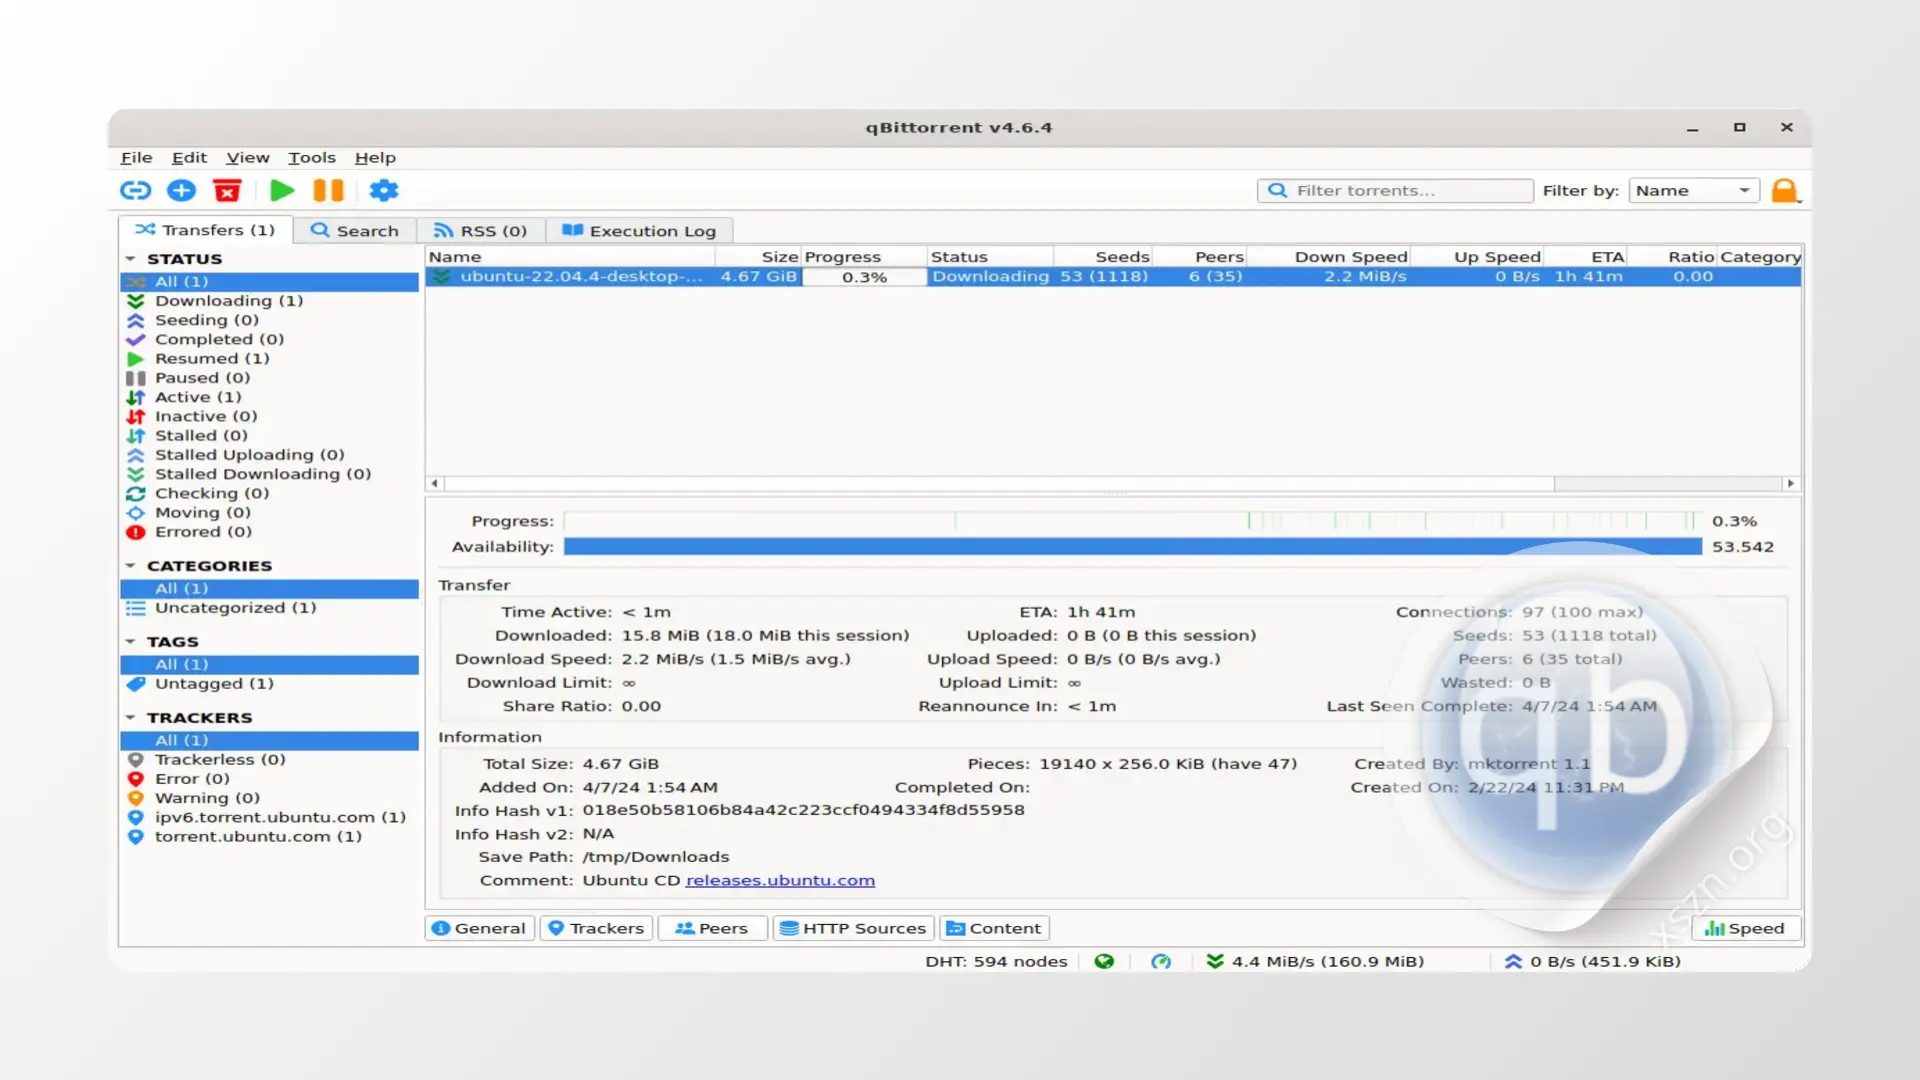 qBittorrent v4.6.4
File Edit View Tools Help
Filter torrents... Filter by: Name
Transfers (1) Search RSS (0) Execution Log
STATUS
All (1)
Downloading (1)
Seeding (0)
Completed (0)
Resumed (1)
Paused (0)
Active (1)
Inactive (0)
Stalled (0)
Stalled Uploading (0)
Stalled Downloading (0)
Checking (0)
Moving (0)
Errored (0)
CATEGORIES
All (1)
Uncategorized (1)
TAGS
All (1)
Untagged (1)
TRACKERS
All (1)
Trackerless (0)
Error (0)
Warning (0)
ipv6.torrent.ubuntu.com (1)
torrent.ubuntu.com (1)
Name Size Progress Status Seeds Peers Down Speed Up Speed ETA Ratio Category
ubuntu-22.04.4-desktop-... 4.67 GiB 0.3% Downloading 53 (1118) 6 (35) 2.2 MiB/s 0 B/s 1h 41m 0.00
Progress: 0.3%
Availability: 53.542
Transfer
Time Active: < 1m ETA: 1h 41m Connections: 97 (100 max)
Downloaded: 15.8 MiB (18.0 MiB this session) Uploaded: 0 B (0 B this session) Seeds: 53 (1118 total)
Download Speed: 2.2 MiB/s (1.5 MiB/s avg.) Upload Speed: 0 B/s (0 B/s avg.) Peers: 6 (35 total)
Download Limit: ∞ Upload Limit: ∞ Wasted: 0 B
Share Ratio: 0.00 Reannounce In: < 1m Last Seen Complete: 4/7/24 1:54 AM
Information
Total Size: 4.67 GiB Pieces: 19140 x 256.0 KiB (have 47) Created By: mktorrent 1.1
Added On: 4/7/24 1:54 AM Completed On: Created On: 2/22/24 11:31 PM
Info Hash v1: 018e50b58106b84a42c223ccf0494334f8d55958
Info Hash v2: N/A
Save Path: /tmp/Downloads
Comment: Ubuntu CD releases.ubuntu.com
qb
xszn.org
General Trackers Peers HTTP Sources Content Speed
DHT: 594 nodes 4.4 MiB/s (160.9 MiB) 0 B/s (451.9 KiB)